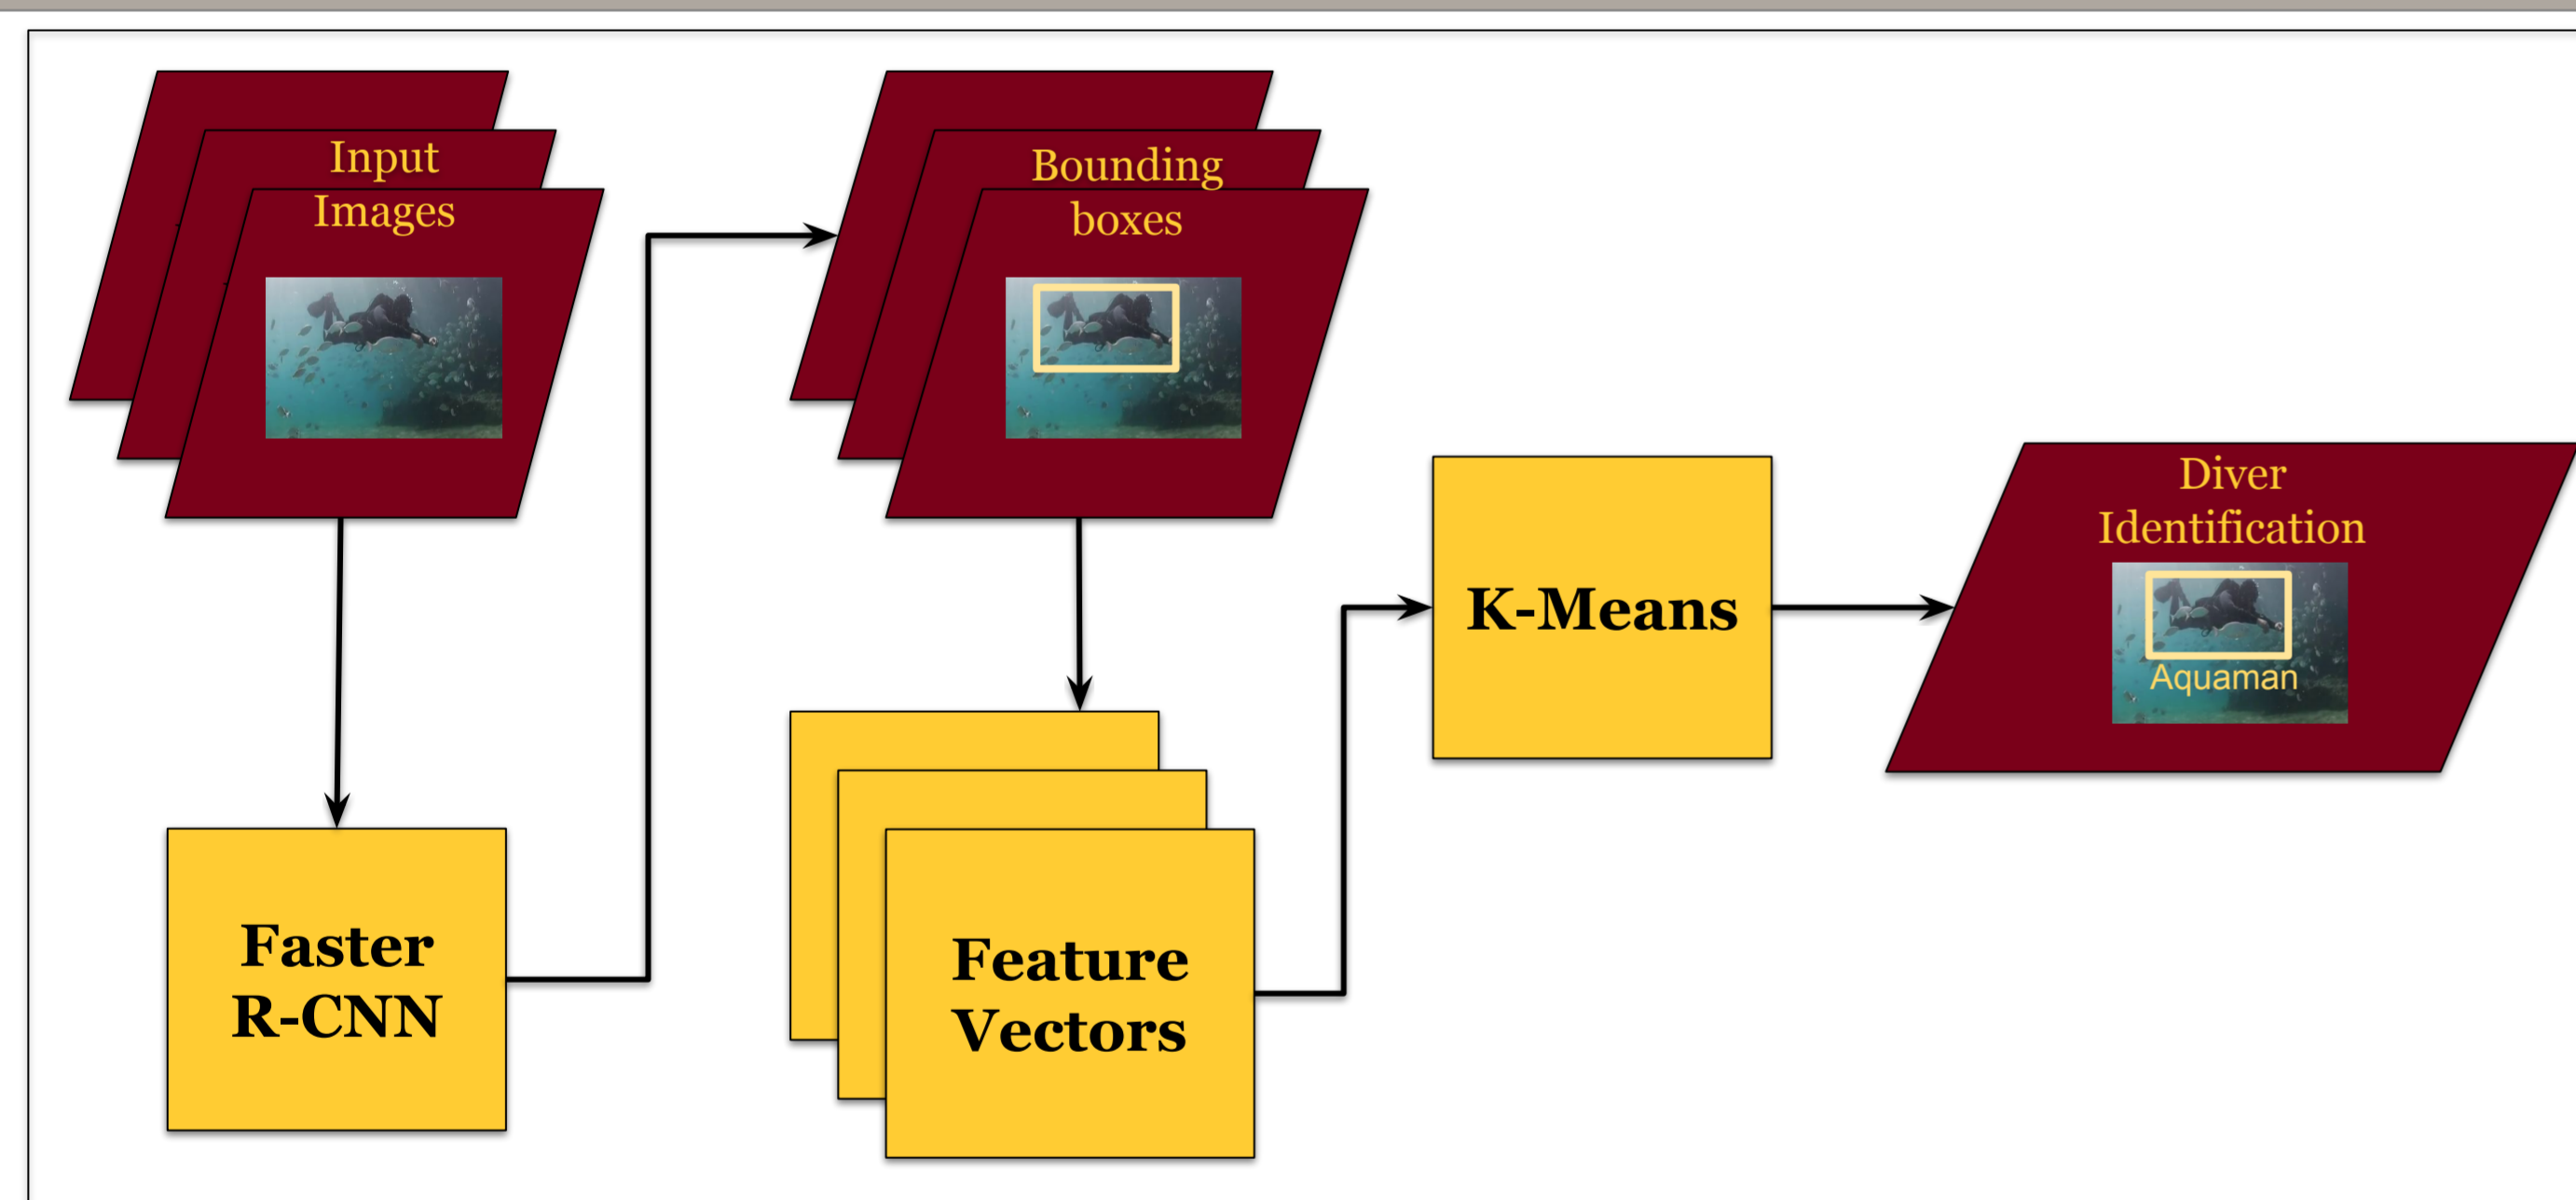 Input
Images
Faster
R-CNN
Bounding
boxes
Feature
Vectors
K-Means
Diver
Identification
Aquaman